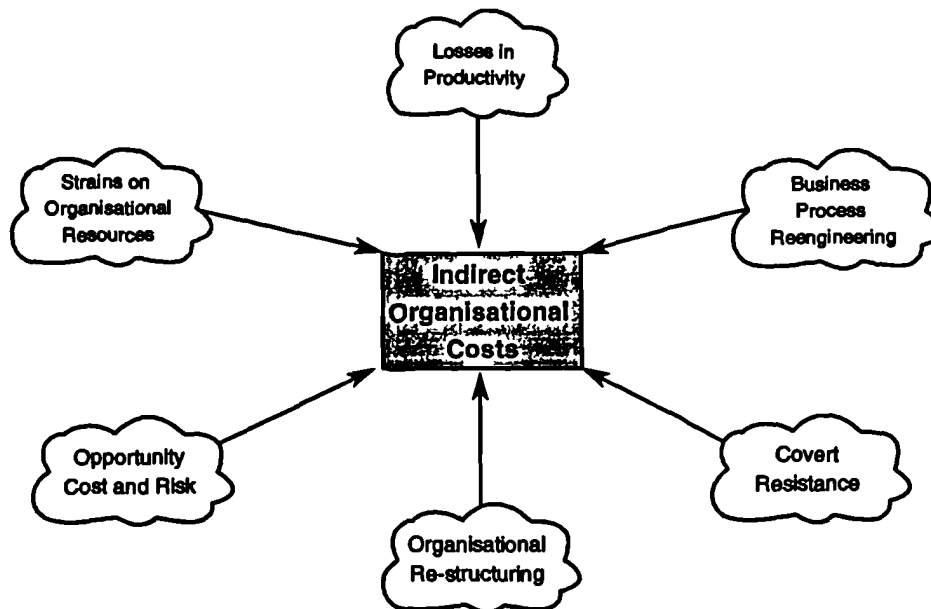 Losses in
Productivity
Strains on
Organisational
Resources
Business
Process
Reengineering
Indirect
Organisational
Costs
Opportunity
Cost and Risk
Covert
Resistance
Organisational
Re-structuring